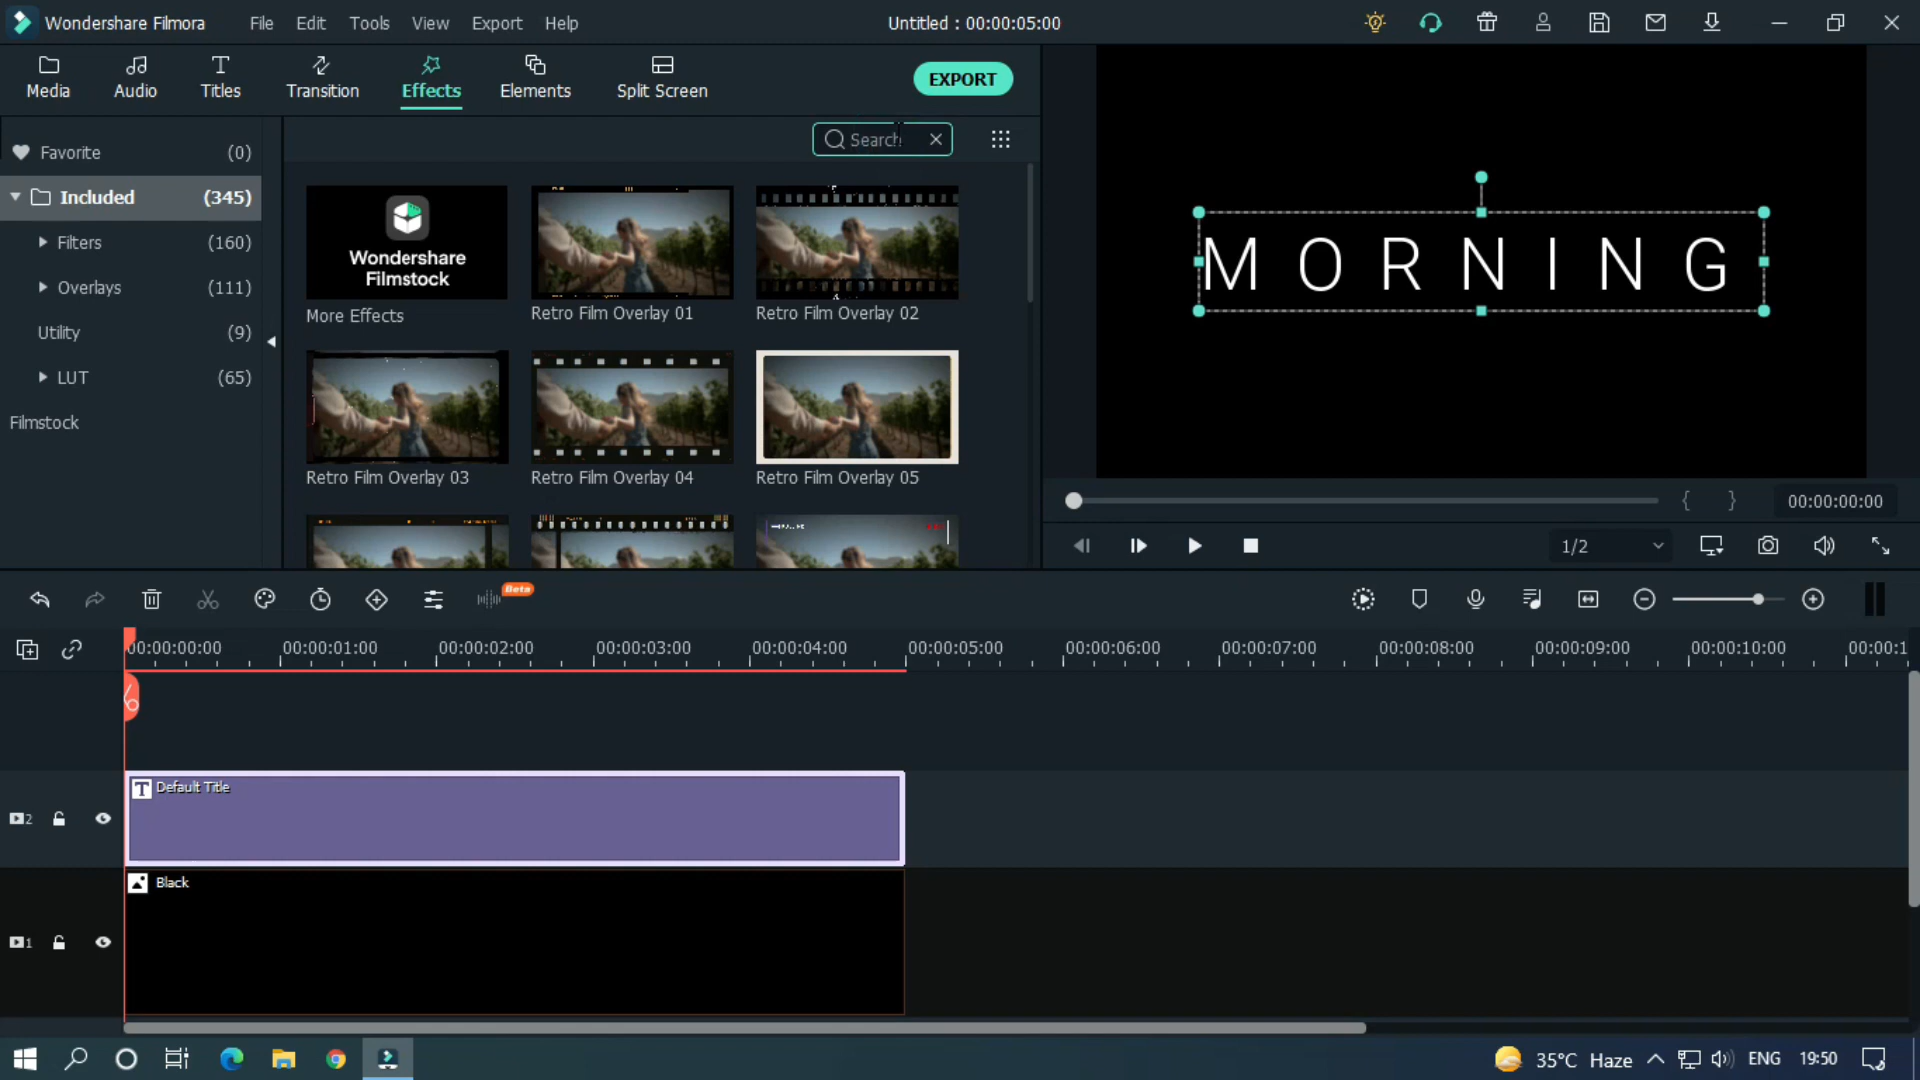 Wondershare Filmora File Edit Tools View Export Help Untitled : 00:00:05:00
Media Audio Titles Transition Effects Elements Split Screen EXPORT
Search
Favorite (0)
Included (345)
Filters (160)
Overlays (111)
Utility (9)
LUT (65)
Filmstock
Wondershare
Filmstock
More Effects Retro Film Overlay 01 Retro Film Overlay 02
Retro Film Overlay 03 Retro Film Overlay 04 Retro Film Overlay 05
MORNING
{ } 00:00:00:00
1/2
Beta
00:00:00:00 00:00:01:00 00:00:02:00 00:00:03:00 00:00:04:00 00:00:05:00 00:00:06:00 00:00:07:00 00:00:08:00 00:00:09:00 00:00:10:00 00:00:1
T Default Title
2
Black
1
35°C Haze ENG 19:50